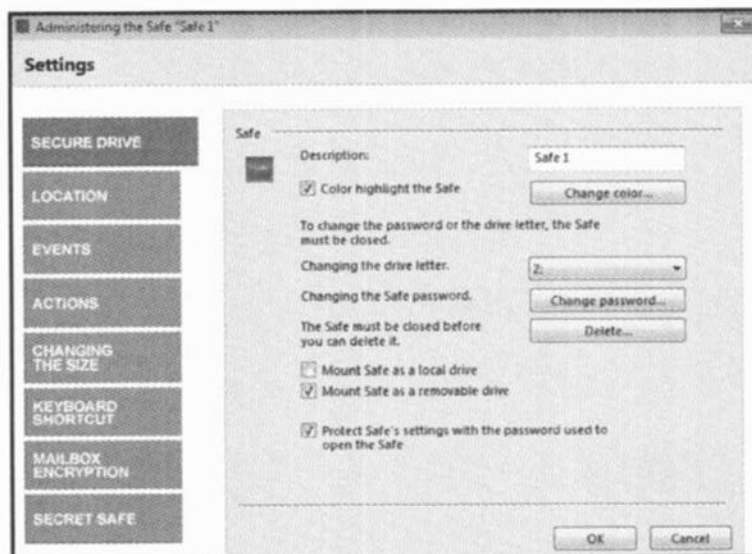 Administering the Safe "Safe 1"
Settings
SECURE DRIVE
LOCATION
EVENTS
ACTIONS
CHANGING
THE SIZE
KEYBOARD
SHORTCUT
MAILBOX
ENCRYPTION
SECRET SAFE
Safe
Description:
Safe 1
Color highlight the Safe
Change color...
To change the password or the drive letter, the Safe
must be closed.
Changing the drive letter.
Z:
Changing the Safe password.
Change password...
The Safe must be closed before
you can delete it.
Delete...
Mount Safe as a local drive
Mount Safe as a removable drive
Protect Safe's settings with the password used to
open the Safe
OK
Cancel